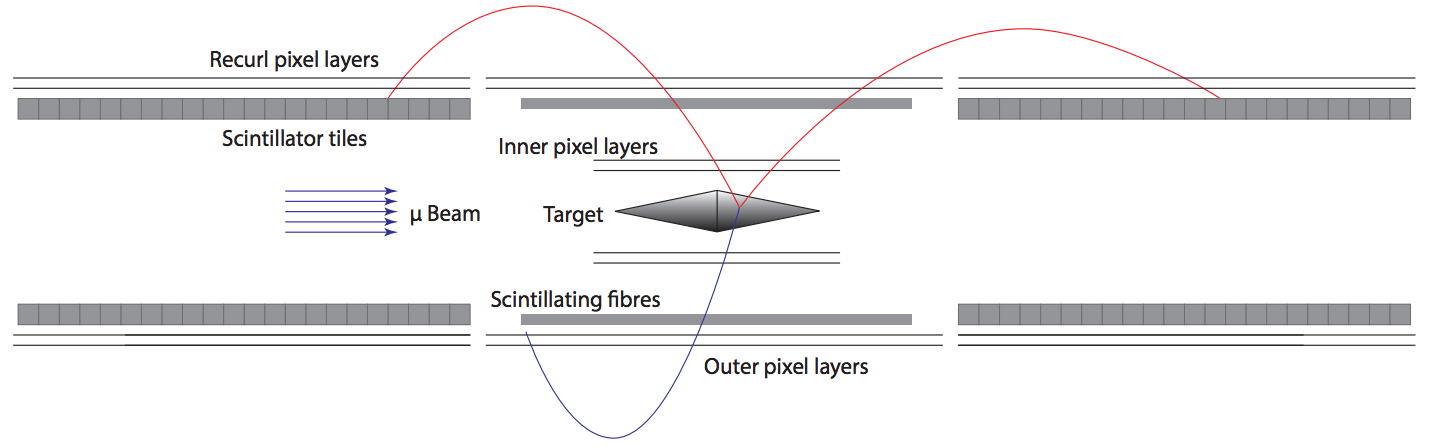 Recurl pixel layers
Scintillator tiles
Inner pixel layers
μ Beam
Target
Scintillating fibres
Outer pixel layers